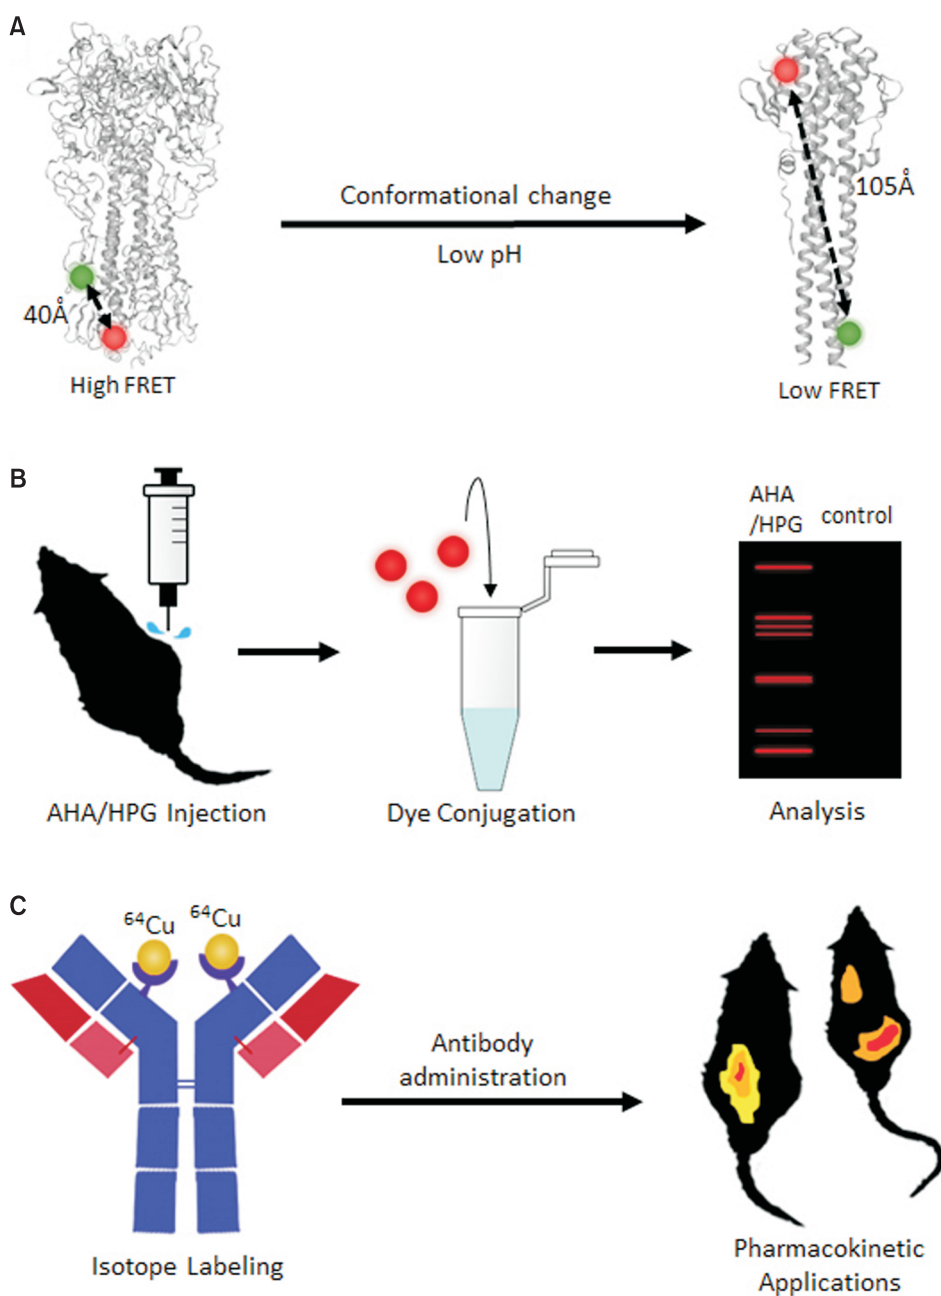 A
Conformational change
Low pH
40Å
105Å
High FRET
Low FRET
B
AHA
/HPG
control
AHA/HPG Injection
Dye Conjugation
Analysis
C
64Cu
64Cu
Antibody
administration
Isotope Labeling
Pharmacokinetic
Applications